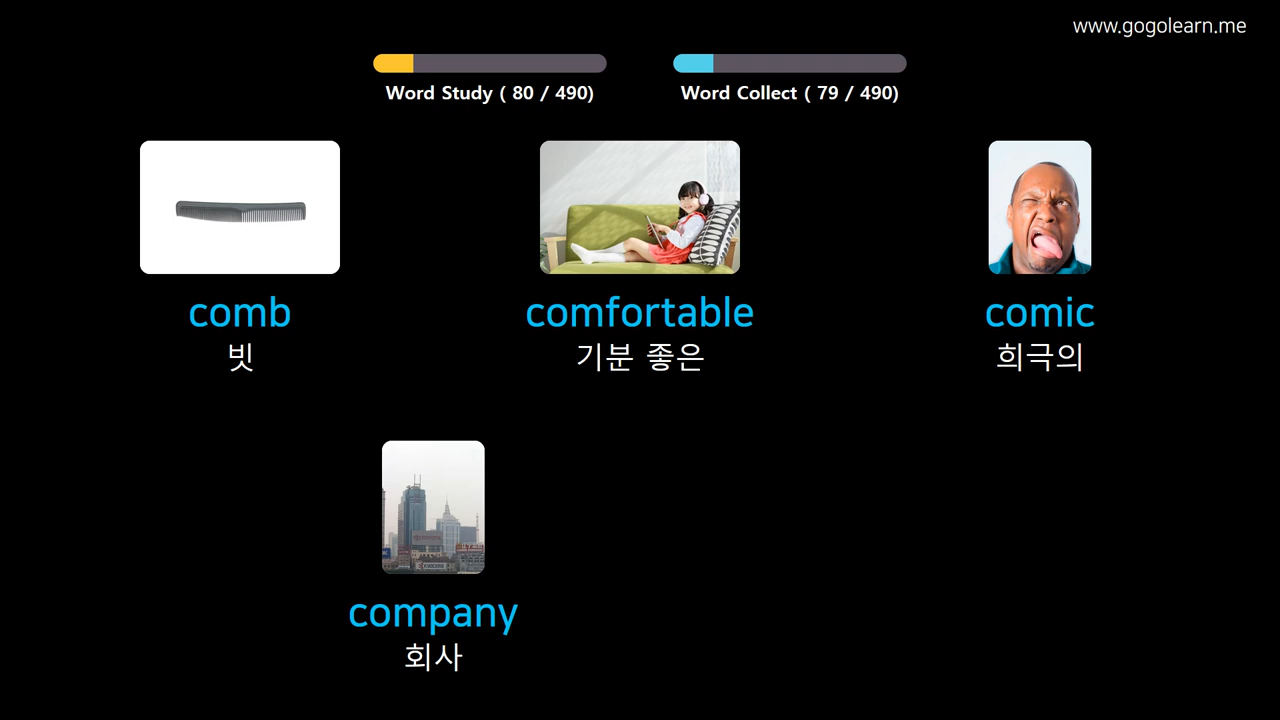 www.gogolearn.me
Word Study ( 80 / 490)
Word Collect ( 79 / 490)
comb
빗
comfortable
기분 좋은
comic
희극의
company
회사